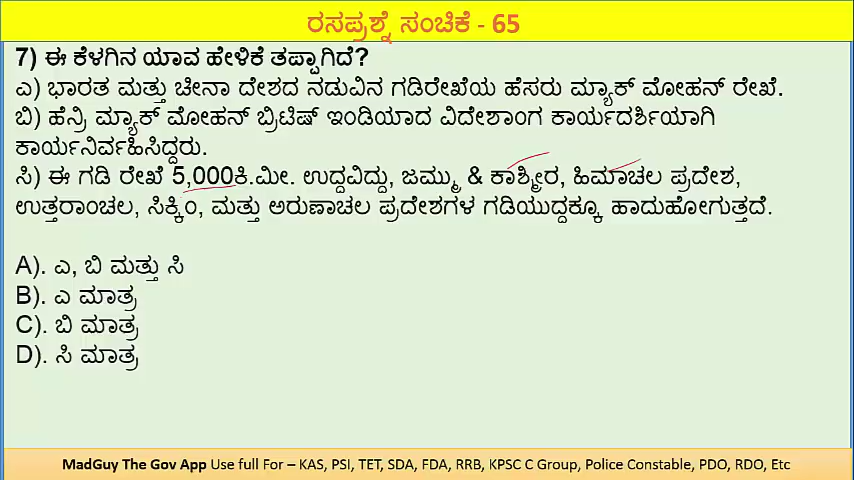 ರಸಪ್ರಶ್ನೆ ಸಂಚಿಕೆ - 65
7) ಈ ಕೆಳಗಿನ ಯಾವ ಹೇಳಿಕೆ ತಪ್ಪಾಗಿದೆ?
ಎ) ಭಾರತ ಮತ್ತು ಚೀನಾ ದೇಶದ ನಡುವಿನ ಗಡಿರೇಖೆಯ ಹೆಸರು ಮ್ಯಾಕ್ ಮೋಹನ್ ರೇಖೆ.
ಬಿ) ಹೆನ್ರಿ ಮ್ಯಾಕ್ ಮೋಹನ್ ಬ್ರಿಟಿಷ್ ಇಂಡಿಯಾದ ವಿದೇಶಾಂಗ ಕಾರ್ಯದರ್ಶಿಯಾಗಿ
ಕಾರ್ಯನಿರ್ವಹಿಸಿದ್ದರು.
ಸಿ) ಈ ಗಡಿ ರೇಖೆ 5,000ಕಿ.ಮೀ. ಉದ್ದವಿದ್ದು, ಜಮ್ಮು & ಕಾಶ್ಮೀರ, ಹಿಮಾಚಲ ಪ್ರದೇಶ,
ಉತ್ತರಾಂಚಲ, ಸಿಕ್ಕಿಂ, ಮತ್ತು ಅರುಣಾಚಲ ಪ್ರದೇಶಗಳ ಗಡಿಯುದ್ದಕ್ಕೂ ಹಾದುಹೋಗುತ್ತದೆ.
A). ಎ, ಬಿ ಮತ್ತು ಸಿ
B). ಎ ಮಾತ್ರ
C). ಬಿ ಮಾತ್ರ
D). ಸಿ ಮಾತ್ರ
MadGuy The Gov App Use full For – KAS, PSI, TET, SDA, FDA, RRB, KPSC C Group, Police Constable, PDO, RDO, Etc